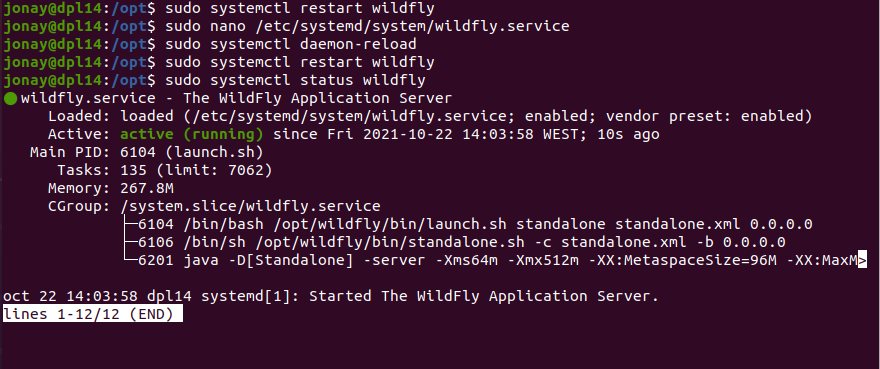 jonay@dpl14:/opt$ sudo systemctl restart wildfly
jonay@dpl14:/opt$ sudo nano /etc/systemd/system/wildfly.service
jonay@dpl14:/opt$ sudo systemctl daemon-reload
jonay@dpl14:/opt$ sudo systemctl restart wildfly
jonay@dpl14:/opt$ sudo systemctl status wildfly
● wildfly.service - The WildFly Application Server
     Loaded: loaded (/etc/systemd/system/wildfly.service; enabled; vendor preset: enabled)
     Active: active (running) since Fri 2021-10-22 14:03:58 WEST; 10s ago
   Main PID: 6104 (launch.sh)
      Tasks: 135 (limit: 7062)
     Memory: 267.8M
     CGroup: /system.slice/wildfly.service
             ├─6104 /bin/bash /opt/wildfly/bin/launch.sh standalone standalone.xml 0.0.0.0
             ├─6106 /bin/sh /opt/wildfly/bin/standalone.sh -c standalone.xml -b 0.0.0.0
             └─6201 java -D[Standalone] -server -Xms64m -Xmx512m -XX:MetaspaceSize=96M -XX:MaxM>
oct 22 14:03:58 dpl14 systemd[1]: Started The WildFly Application Server.
lines 1-12/12 (END)